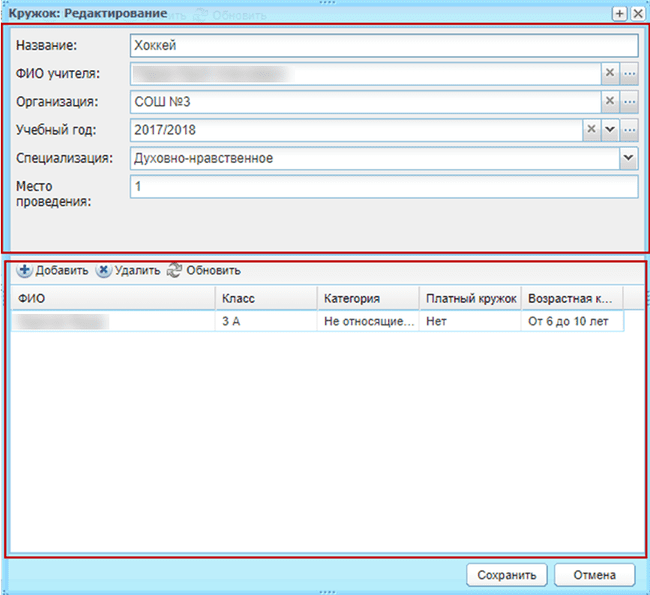 Кружок: Редактирование
Обновить
Название: Хоккей
ФИО учителя:
Организация: СОШ №3
Учебный год: 2017/2018
Специализация: Духовно-нравственное
Место
проведения: 1
Добавить Удалить Обновить
ФИО Класс Категория Платный кружок Возрастная к...
3 А Не относящие... Нет От 6 до 10 лет
Сохранить Отмена